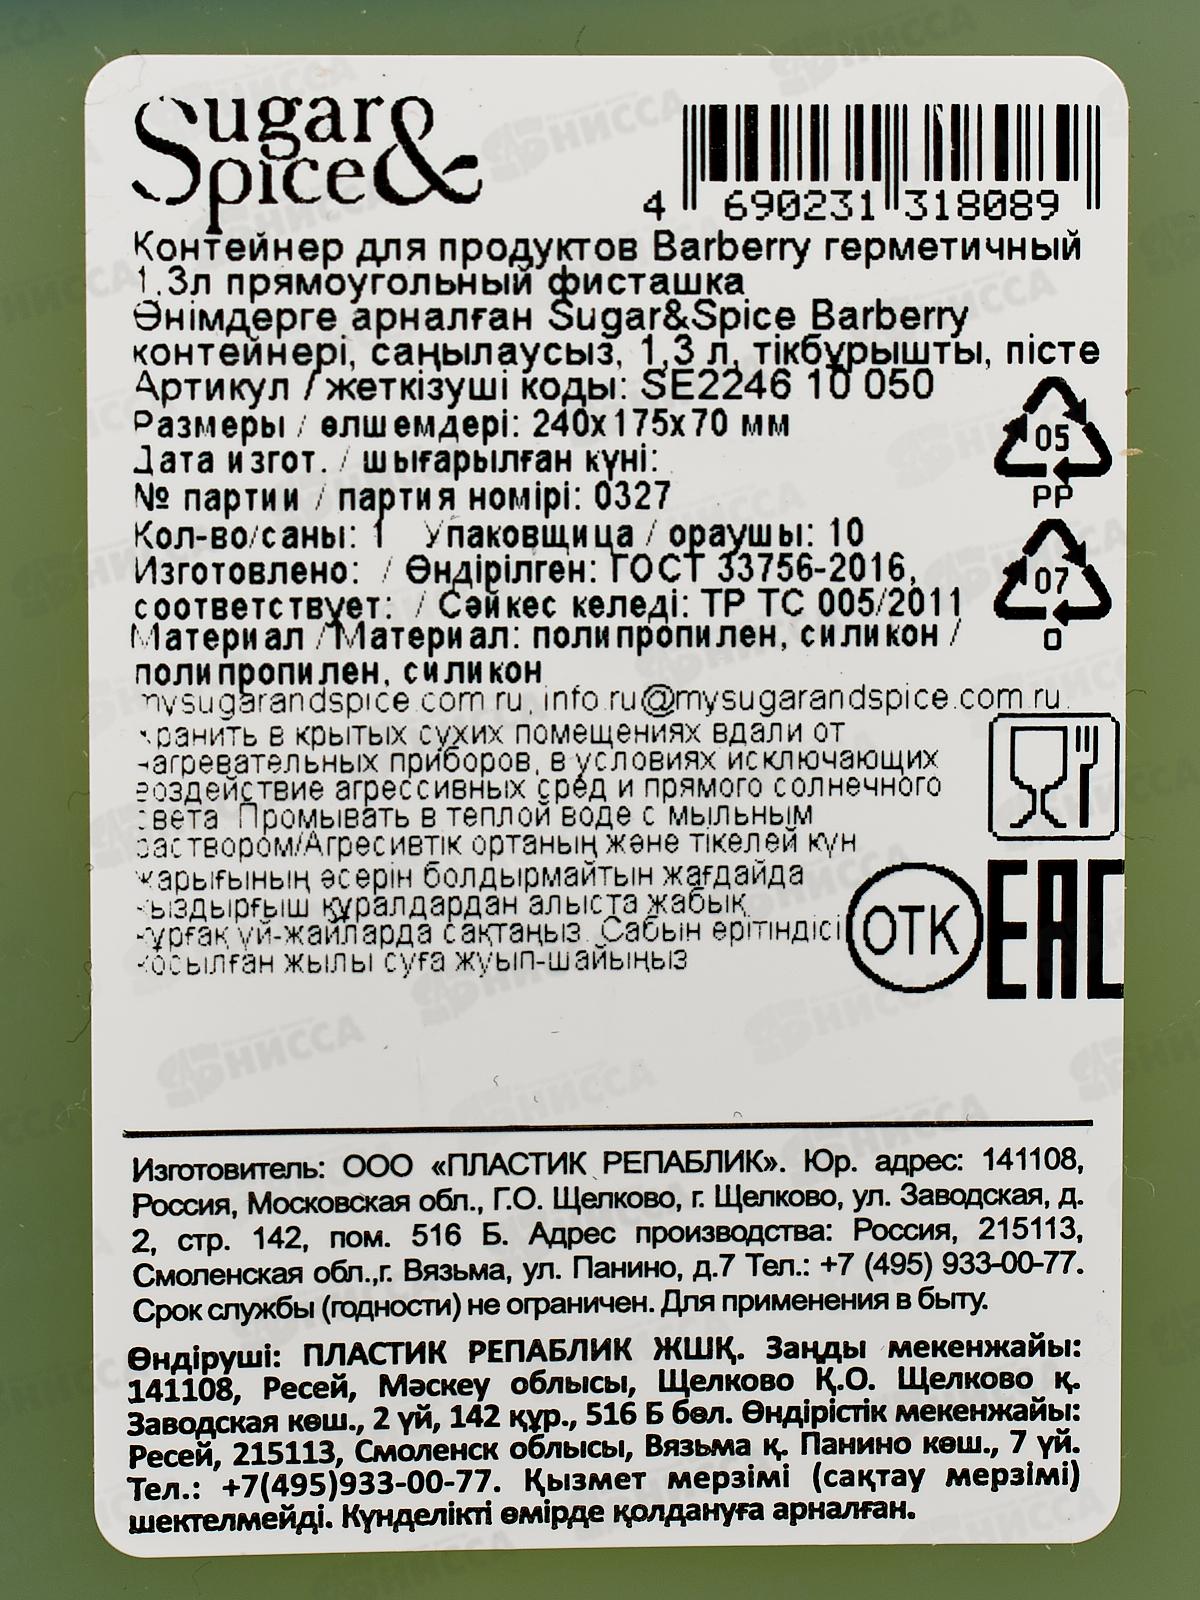 Sugar &
Spice
4 690231 318089
Контейнер для продуктов Barberry герметичный
1.3л прямоугольный фисташка
Өнімдерге арналған Sugar&Spice Barberry
контейнері, саңылаусыз, 1,3 л, тікбұрышты, пісте
Артикул / жеткізуші коды: SE2246 10 050
Размеры / өлшемдері: 240x175x70 мм
Дата изгот. / шығарылған күні:
№ партии / партия номірі: 0327
Кол-во/саны: 1 Упаковщица / ораушы: 10
Изготовлено: / Өндірілген: ГОСТ 33756-2016,
соответствует: / Сәйкес келеді: ТР ТС 005/2011
Материал / Материал: полипропилен, силикон /
полипропилен, силикон
05
PP
07
O
mysugarandspice.com.ru, info.ru@mysugarandspice.com.ru.
хранить в крытых сухих помещениях вдали от
нагревательных приборов, в условиях исключающих
воздействие агрессивных сред и прямого солнечного
света. Промывать в теплой воде с мыльным
раствором/Агресивтік ортаның және тікелей күн
жарығының әсерін болдырмайтын жағдайда
қыздырғыш құралдардан алыста жабық
құрғақ үй-жайларда сақтаңыз. Сабын ерітіндісі
қосылған жылы суға жуып-шайыңыз
ОТК
EAC
Изготовитель: ООО «ПЛАСТИК РЕПАБЛИК». Юр. адрес: 141108,
Россия, Московская обл., Г.О. Щелково, г. Щелково, ул. Заводская, д.
2, стр. 142, пом. 516 Б. Адрес производства: Россия, 215113,
Смоленская обл.,г. Вязьма, ул. Панино, д.7 Тел.: +7 (495) 933-00-77.
Срок службы (годности) не ограничен. Для применения в быту.
Өндіруші: ПЛАСТИК РЕПАБЛИК ЖШҚ. Заңды мекенжайы:
141108, Ресей, Мәскеу облысы, Щелково Қ.О. Щелково қ.
Заводская көш., 2 үй, 142 құр., 516 Б бөл. Өндірістік мекенжайы:
Ресей, 215113, Смоленск облысы, Вязьма қ. Панино көш., 7 үй.
Тел.: +7(495)933-00-77. Қызмет мерзімі (сақтау мерзімі)
шектелмейді. Күнделікті өмірде қолдануға арналған.